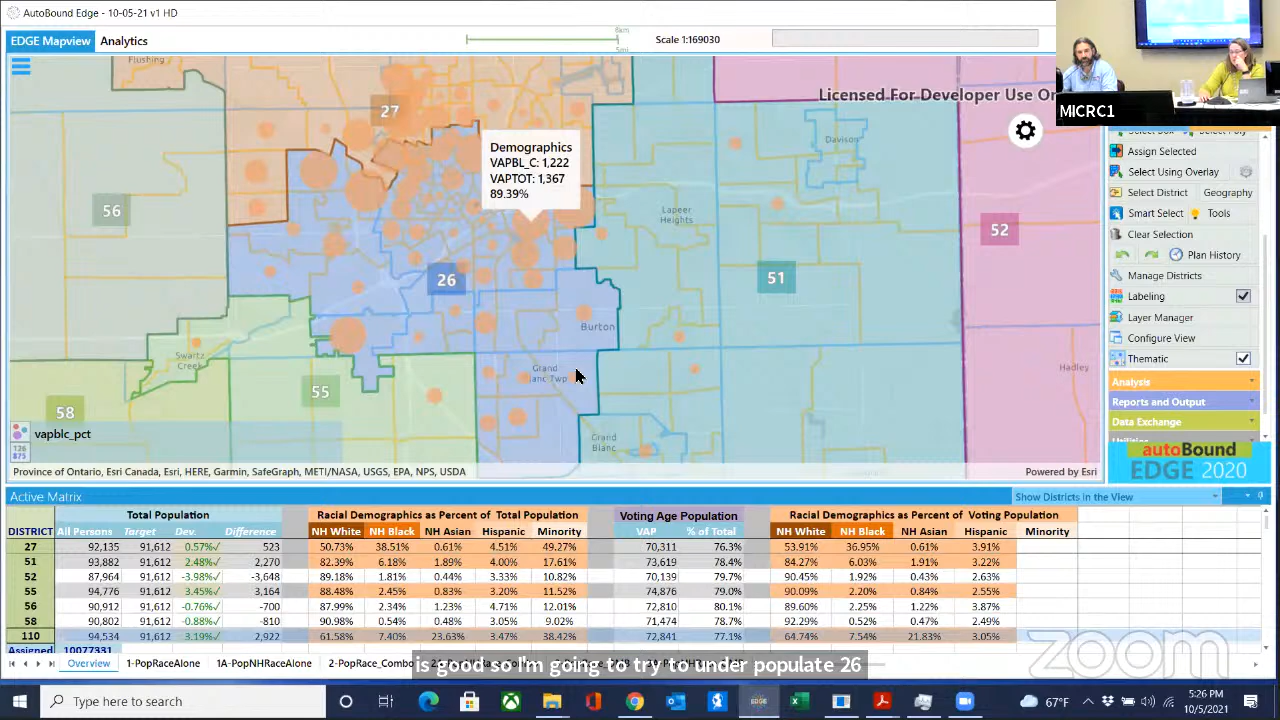 AutoBound Edge - 10-05-21 v1 HD
EDGE Mapview Analytics
8km
5mi
Scale 1:169030
Licensed For Developer Use On
MICRC1
Flushing
27
Demographics
VAPBL_C: 1,222
VAPTOT: 1,367
89.39%
Davison
56
Lapeer
Heights
52
26
51
Burton
Swartz
Creek
Grand
Blanc Twp
Hadley
55
58
Grand
Blanc
vapblc_pct
126
875
Province of Ontario, Esri Canada, Esri, HERE, Garmin, SafeGraph, METI/NASA, USGS, EPA, NPS, USDA
Powered by Esri
Assign Selected
Select Using Overlay
Select District Geography
Smart Select Tools
Clear Selection
Plan History
Manage Districts
Labeling
Layer Manager
Configure View
Thematic
Analysis
Reports and Output
Data Exchange
autoBound
EDGE 2020
Active Matrix
Show Districts in the View
Total Population Racial Demographics as Percent of Total Population Voting Age Population Racial Demographics as Percent of Voting Population
DISTRICT All Persons Target Dev. Difference NH White NH Black NH Asian Hispanic Minority VAP % of Total NH White NH Black NH Asian Hispanic Minority
27 92,135 91,612 0.57%✓ 523 50.73% 38.51% 0.61% 4.51% 49.27% 70,311 76.3% 53.91% 36.95% 0.61% 3.91%
51 93,882 91,612 2.48%✓ 2,270 82.39% 6.18% 1.89% 4.00% 17.61% 73,619 78.4% 84.27% 6.03% 1.91% 3.22%
52 87,964 91,612 -3.98%✓ -3,648 89.18% 1.81% 0.44% 3.33% 10.82% 70,139 79.7% 90.45% 1.92% 0.43% 2.63%
55 94,776 91,612 3.45%✓ 3,164 88.48% 2.45% 0.83% 3.20% 11.52% 74,876 79.0% 90.09% 2.20% 0.84% 2.55%
56 90,912 91,612 -0.76%✓ -700 87.99% 2.34% 1.23% 4.71% 12.01% 72,810 80.1% 89.60% 2.25% 1.22% 3.87%
58 90,802 91,612 -0.88%✓ -810 90.98% 0.54% 0.48% 3.05% 9.02% 71,474 78.7% 92.29% 0.52% 0.47% 2.49%
110 94,534 91,612 3.19%✓ 2,922 61.58% 7.40% 23.63% 3.47% 38.42% 72,841 77.1% 64.74% 7.54% 21.83% 3.05%
Assigned 10077331
Overview 1-PopRaceAlone 1A-PopNHRaceAlone 2-PopRace_Combo
is good so I'm going to try to under populate 26
zoom
Type here to search
67°F
5:26 PM
10/5/2021